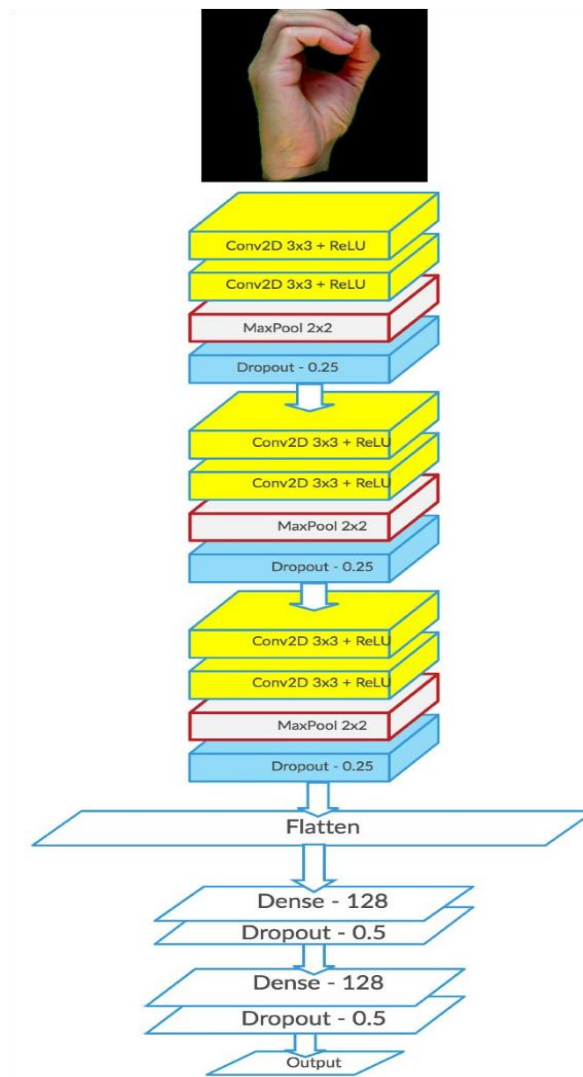 Conv2D 3x3 + ReLU
Conv2D 3x3 + ReLU
MaxPool 2x2
Dropout - 0.25
Conv2D 3x3 + ReLU
Conv2D 3x3 + ReLU
MaxPool 2x2
Dropout - 0.25
Conv2D 3x3 + ReLU
Conv2D 3x3 + ReLU
MaxPool 2x2
Dropout - 0.25
Flatten
Dense - 128
Dropout - 0.5
Dense - 128
Dropout - 0.5
Output